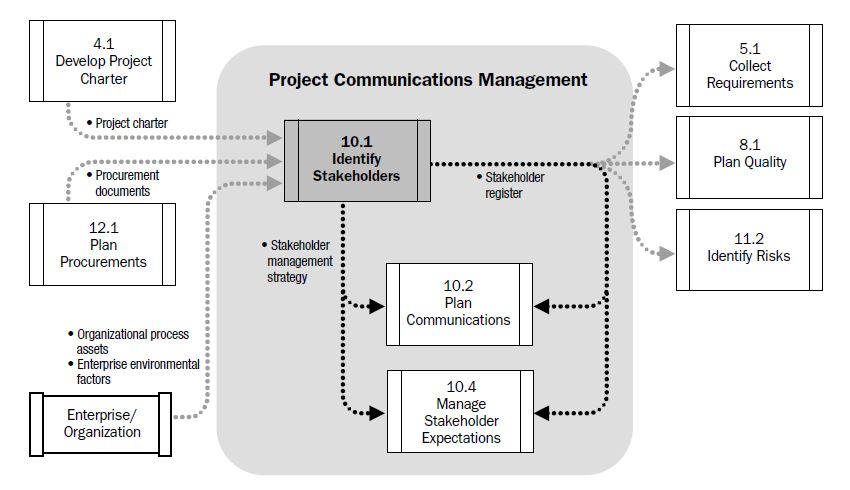 4.1
Develop Project
Charter
• Project charter
• Procurement
documents
12.1
Plan
Procurements
• Organizational process
assets
• Enterprise environmental
factors
Enterprise/
Organization
Project Communications Management
10.1
Identify
Stakeholders
• Stakeholder
register
• Stakeholder
management
strategy
10.2
Plan
Communications
10.4
Manage
Stakeholder
Expectations
5.1
Collect
Requirements
8.1
Plan Quality
11.2
Identify Risks